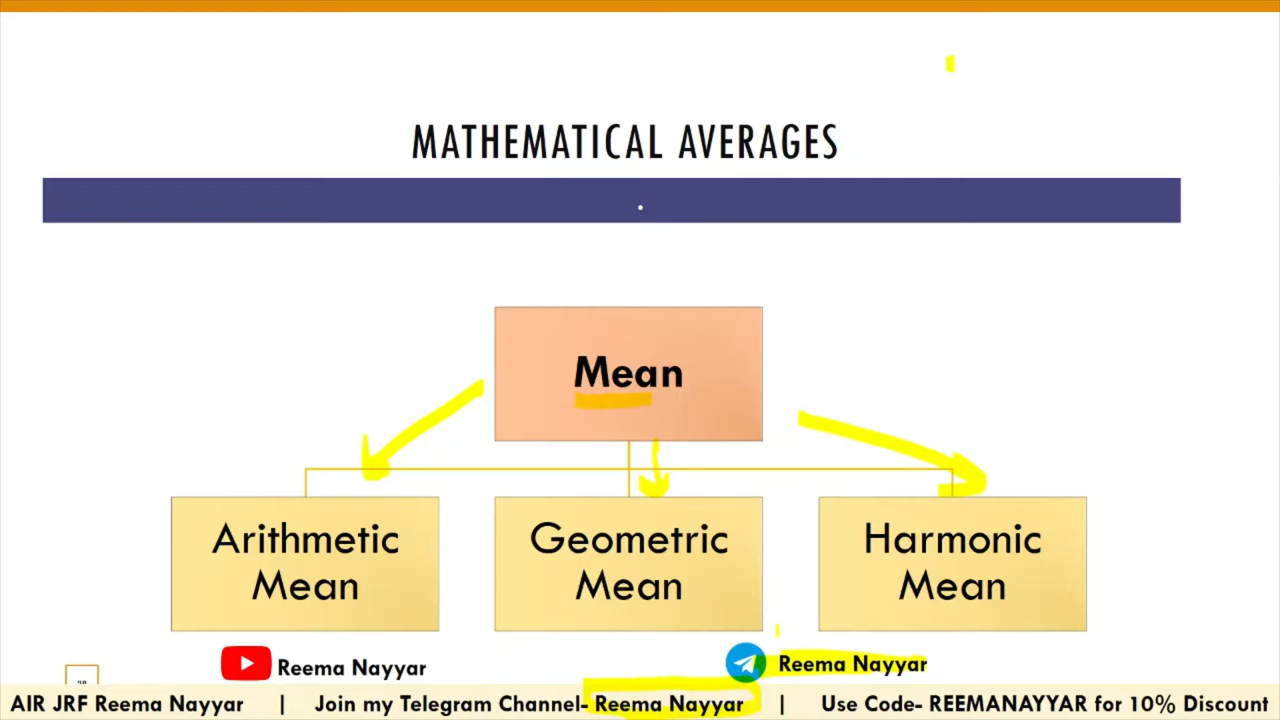 MATHEMATICAL AVERAGES
.
Mean
Arithmetic
Mean
Geometric
Mean
Harmonic
Mean
Reema Nayyar
Reema Nayyar
AIR JRF Reema Nayyar | Join my Telegram Channel- Reema Nayyar | Use Code- REEMANAYYAR for 10% Discount